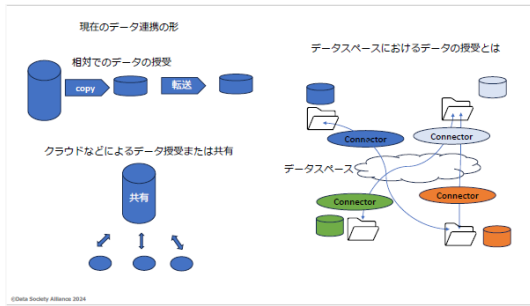 現在のデータ連携の形
相対でのデータの授受
copy
転送
クラウドなどによるデータ授受または共有
共有
データスペースにおけるデータの授受とは
Connector
Connector
データスペース
Connector
Connector
©Data Society Alliance 2024